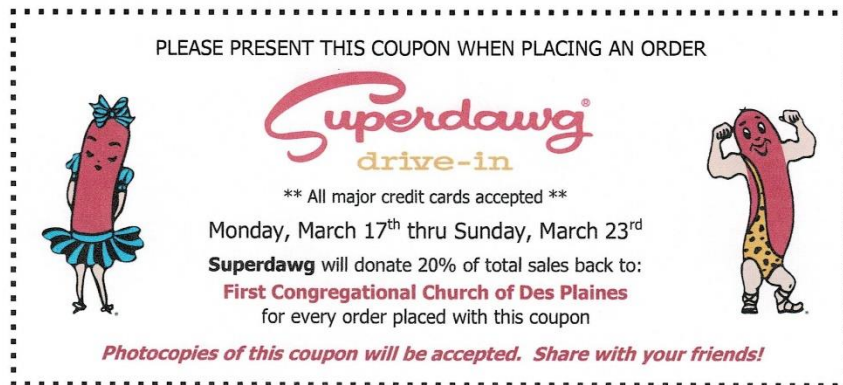 PLEASE PRESENT THIS COUPON WHEN PLACING AN ORDER
Superdawg®
drive-in
** All major credit cards accepted **
Monday, March 17th thru Sunday, March 23rd
Superdawg will donate 20% of total sales back to:
First Congregational Church of Des Plaines
for every order placed with this coupon
Photocopies of this coupon will be accepted. Share with your friends!